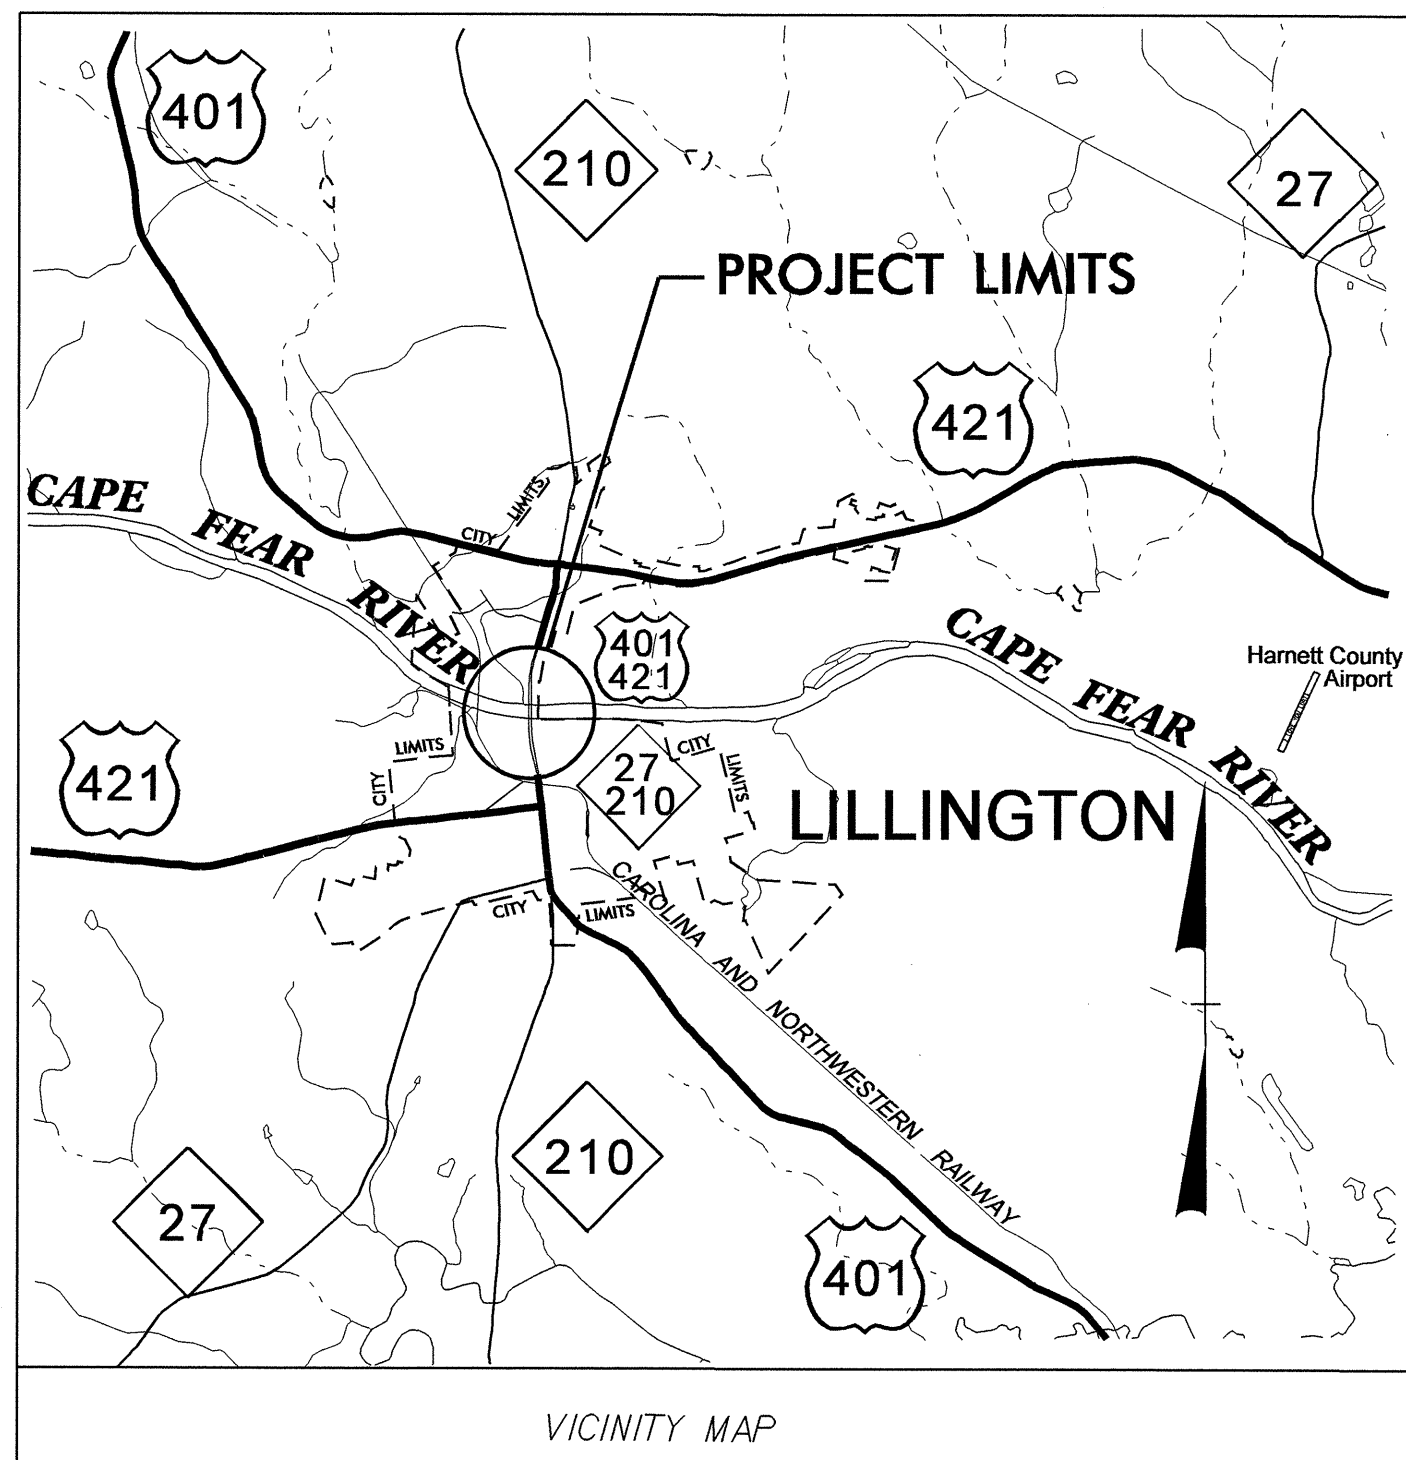 401
210
27
PROJECT LIMITS
421
CAPE FEAR RIVER
CITY LIMITS
401
421
CAPE FEAR RIVER
Harnett County
Airport
421
CITY LIMITS
27
210
CITY LIMITS
LILLINGTON
CITY LIMITS
CAROLINA AND NORTHWESTERN RAILWAY
27
210
401
VICINITY MAP